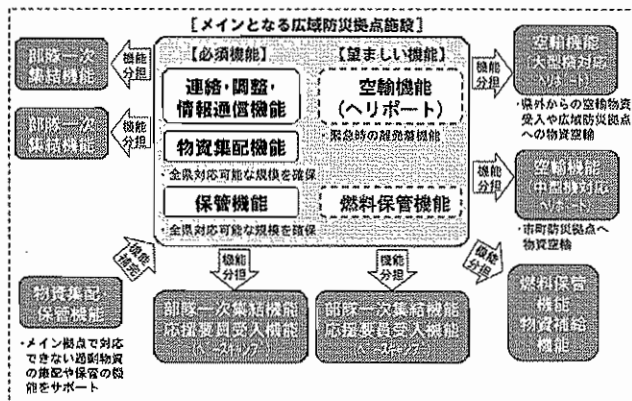 [メインとなる広域防災拠点施設]
【必須機能】
【望ましい機能】
連絡・調整・
情報通信機能
物資集配機能
・全県対応可能な規模を確保
保管機能
・全県対応可能な規模を確保
空輸機能
(ヘリポート)
・緊急時の離発着機能
燃料保管機能
部隊一次
集結機能
機能
分担
部隊一次
集結機能
機能
分担
機能
分担
空輸機能
(大型機対応
ヘリポート)
・県外からの空輸物資
受入や広域防災拠点
への物資空輸
機能
分担
空輸機能
(中型機対応
ヘリポート)
・市町防災拠点へ
物資空輸
機能
補完
物資集配・
保管機能
・メイン拠点で対応
できない過剰物資
の集配や保管の機
能をサポート
機能
分担
部隊一次集結機能
応援要員受入機能
(ベースキャンプ)
機能
分担
部隊一次集結機能
応援要員受入機能
(ベースキャンプ)
機能
分担
燃料保管
機能
物資補給
機能